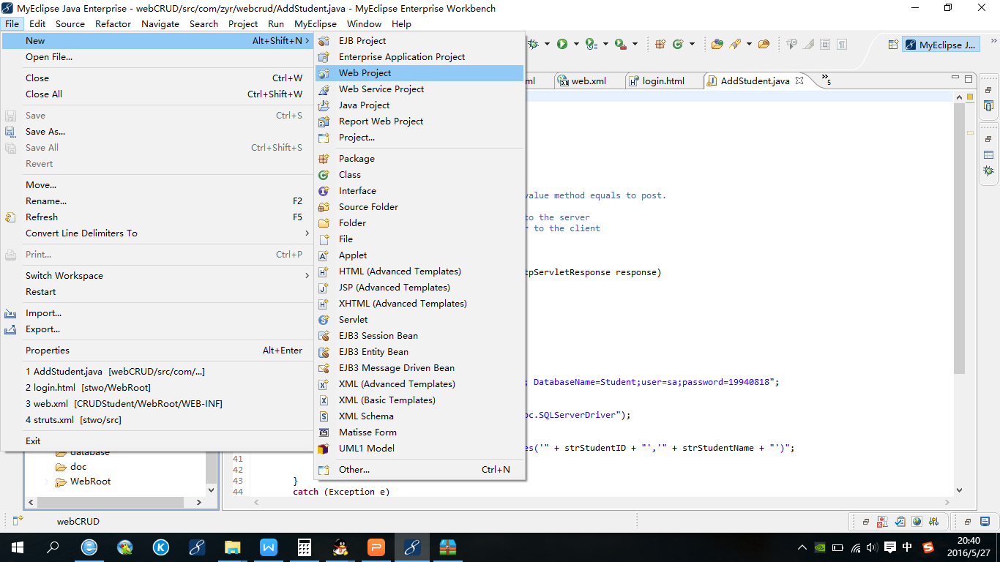 MyEclipse Java Enterprise - webCRUD/src/com/zyr/webcrud/AddStudent.java - MyEclipse Enterprise Workbench
File Edit Source Refactor Navigate Search Project Run MyEclipse Window Help
New Alt+Shift+N
Open File...
Close Ctrl+W
Close All Ctrl+Shift+W
Save Ctrl+S
Save As...
Save All Ctrl+Shift+S
Revert
Move...
Rename... F2
Refresh F5
Convert Line Delimiters To
Print... Ctrl+P
Switch Workspace
Restart
Import...
Export...
Properties Alt+Enter
1 AddStudent.java [webCRUD/src/com/...]
2 login.html [stwo/WebRoot]
3 web.xml [CRUDStudent/WebRoot/WEB-INF]
4 struts.xml [stwo/src]
Exit
EJB Project
Enterprise Application Project
Web Project
Web Service Project
Java Project
Report Web Project
Project...
Package
Class
Interface
Source Folder
Folder
File
Applet
HTML (Advanced Templates)
JSP (Advanced Templates)
XHTML (Advanced Templates)
Servlet
EJB3 Session Bean
EJB3 Entity Bean
EJB3 Message Driven Bean
XML (Advanced Templates)
XML (Basic Templates)
XML Schema
Matisse Form
UML1 Model
Other... Ctrl+N
MyEclipse J...
ml web.xml login.html AddStudent.java 5
value method equals to post.
to the server
r to the client
tpServletResponse response)
; DatabaseName=Student;user=sa;password=19940818";
bc.SQLServerDriver");
es('" + strStudentID + "','" + strStudentName + "')";
41
42
43 }
44 catch (Exception e)
database
doc
WebRoot
webCRUD
中
20:40
2016/5/27